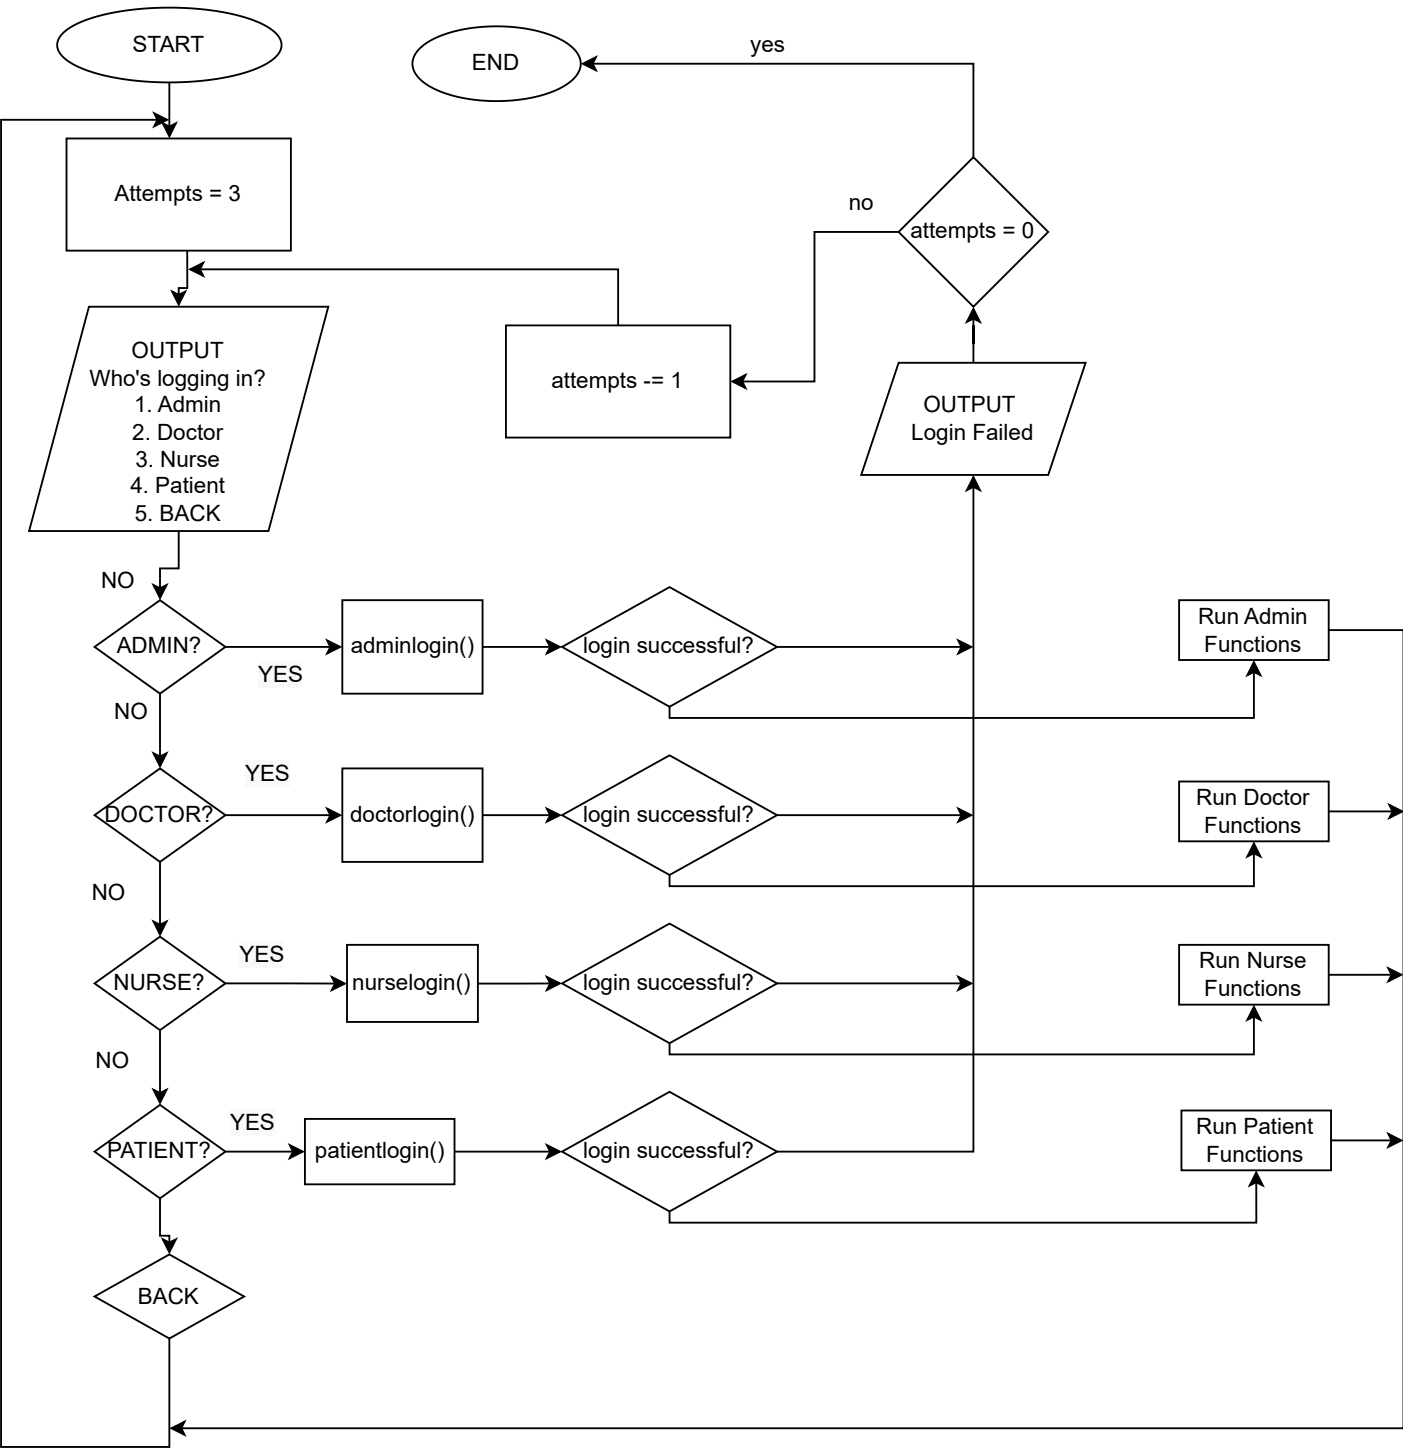 START
END
yes
Attempts = 3
no
attempts = 0
attempts -= 1
OUTPUT
Who's logging in?
1. Admin
2. Doctor
3. Nurse
4. Patient
5. BACK
OUTPUT
Login Failed
NO
ADMIN?
YES
adminlogin()
login successful?
Run Admin
Functions
NO
DOCTOR?
YES
doctorlogin()
login successful?
Run Doctor
Functions
NO
NURSE?
YES
nurselogin()
login successful?
Run Nurse
Functions
NO
PATIENT?
YES
patientlogin()
login successful?
Run Patient
Functions
BACK